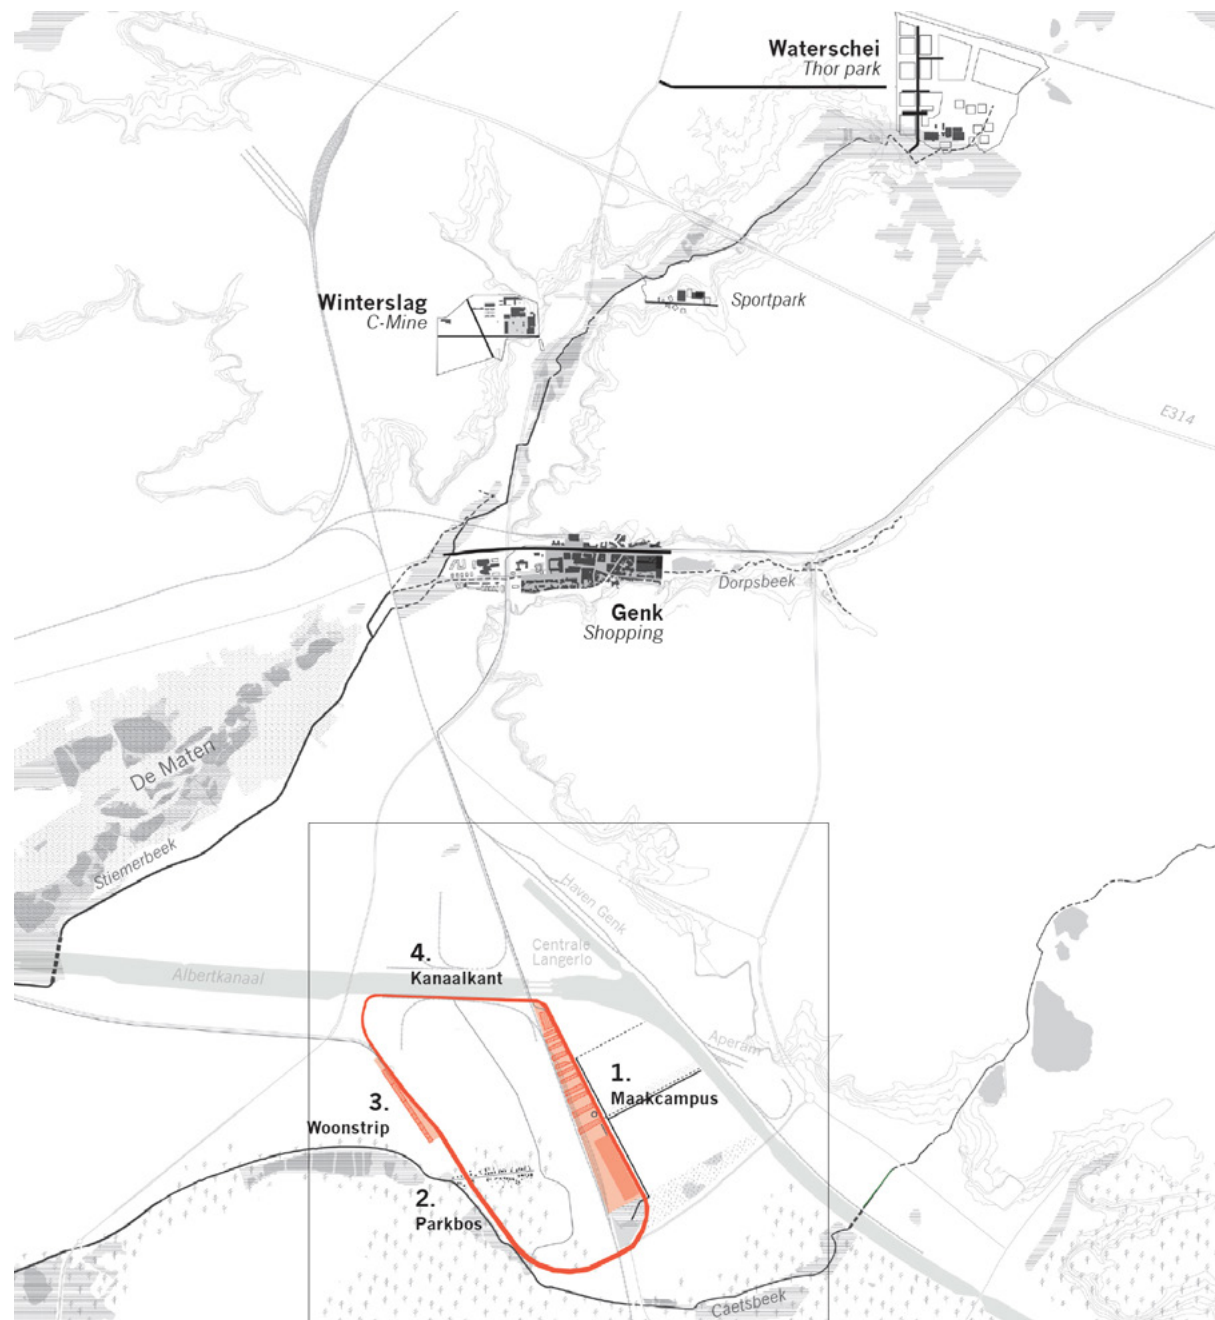 Waterschei
Thor park
Winterslag
C-Mine
Sportpark
E314
Dorpsbeek
Genk
Shopping
De Maten
Stiemerbeek
Haven Genk
Centrale
Langerlo
Albertkanaal
4.
Kanaalkant
Aperam
1.
Maakcampus
3.
Woonstrip
2.
Parkbos
Caetsbeek